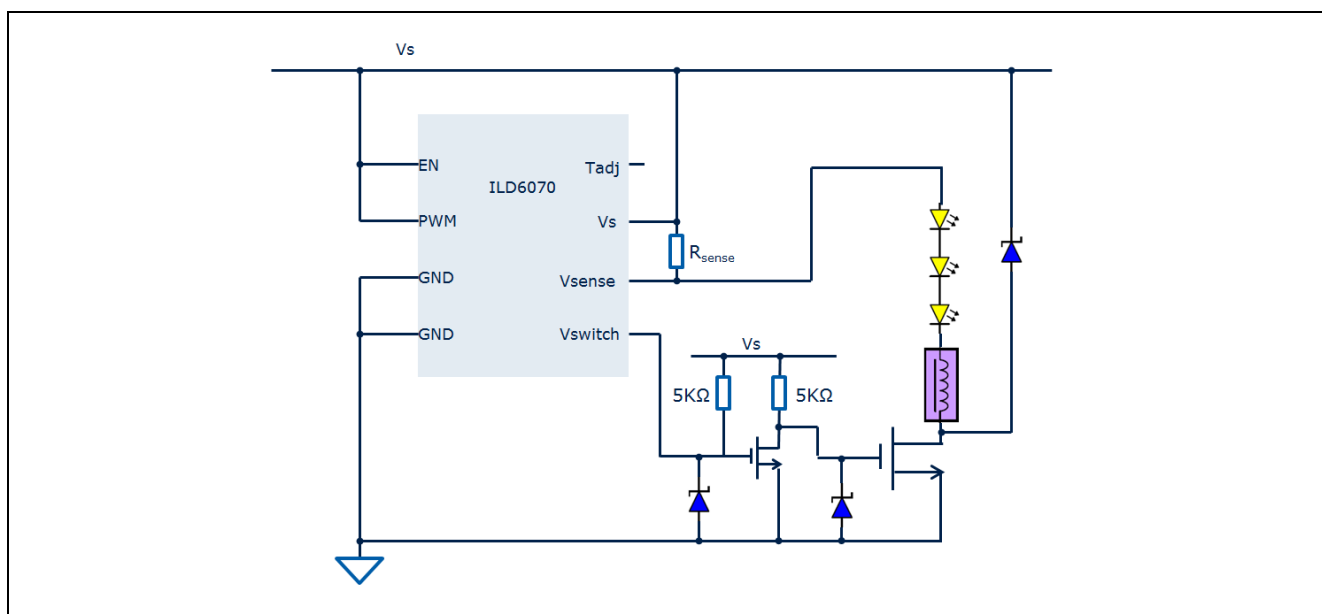 Vs
EN
Tadj
ILD6070
PWM
Vs
Rsense
GND
Vsense
GND
Vswitch
Vs
5KΩ
5KΩ